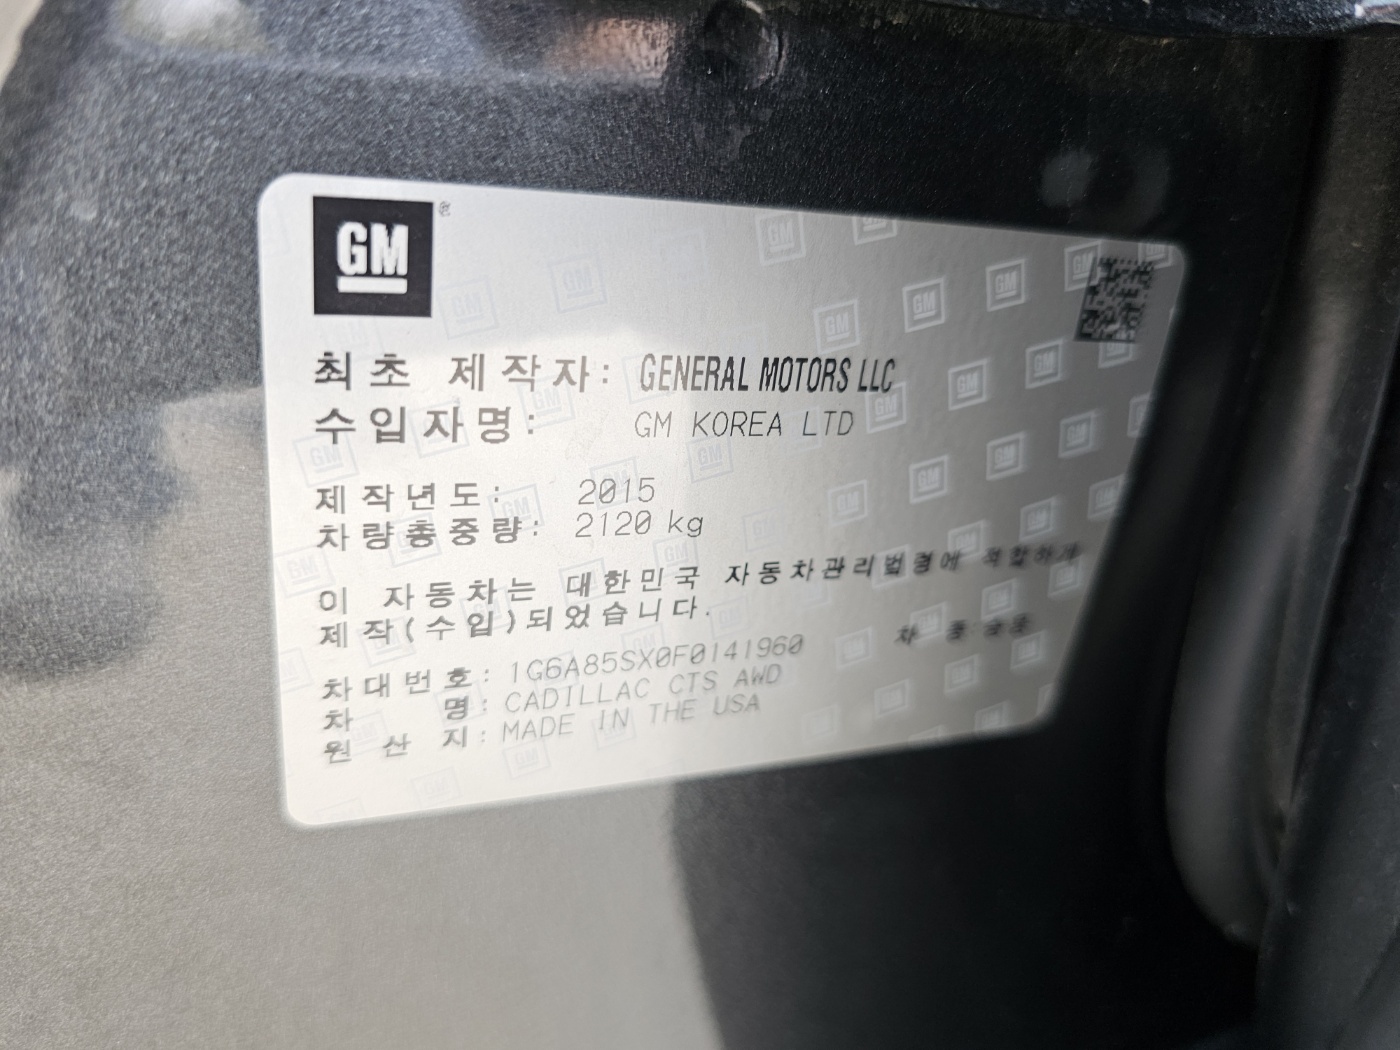 GM ®
최초 제작자: GENERAL MOTORS LLC
수입자명: GM KOREA LTD
제작년도: 2015
차량총중량: 2120 kg
이 자동차는 대한민국 자동차관리법령에 적합하게
제작(수입)되었습니다.
차대번호: 1G6A85SX0F0141960
차 명: CADILLAC CTS AWD
원산지: MADE IN THE USA